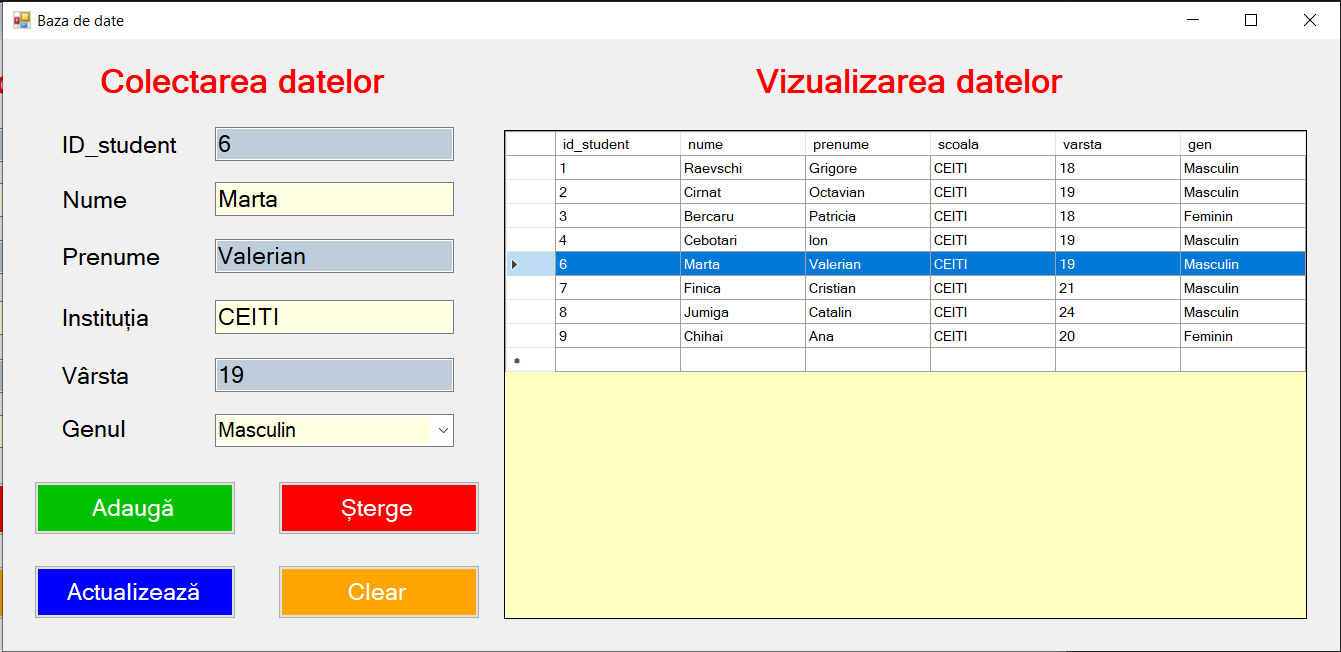 Baza de date
Colectarea datelor
Vizualizarea datelor
ID_student 6
Nume Marta
Prenume Valerian
Instituția CEITI
Vârsta 19
Genul Masculin
Adaugă Șterge
Actualizează Clear
id_student nume prenume scoala varsta gen
1 Raevschi Grigore CEITI 18 Masculin
2 Cirnat Octavian CEITI 19 Masculin
3 Bercaru Patricia CEITI 18 Feminin
4 Cebotari Ion CEITI 19 Masculin
6 Marta Valerian CEITI 19 Masculin
7 Finica Cristian CEITI 21 Masculin
8 Jumiga Catalin CEITI 24 Masculin
9 Chihai Ana CEITI 20 Feminin